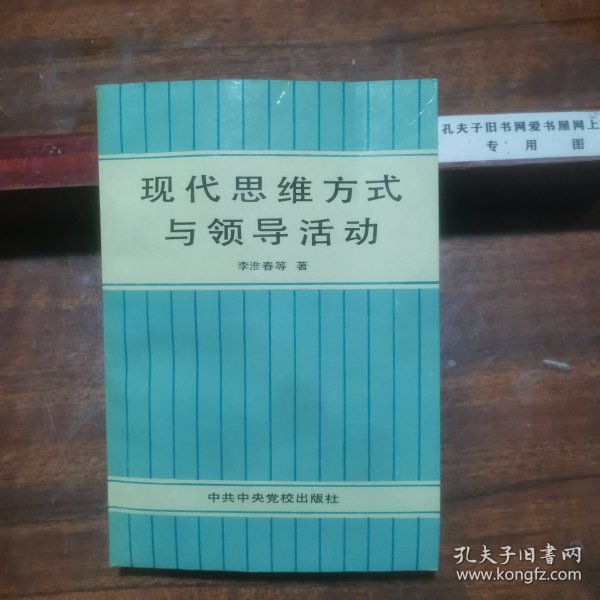 孔夫子旧书网爱书屋网上
专用图
现代思维方式
与领导活动
李淮春等 著
中共中央党校出版社
孔夫子旧书网
www.kongfz.com